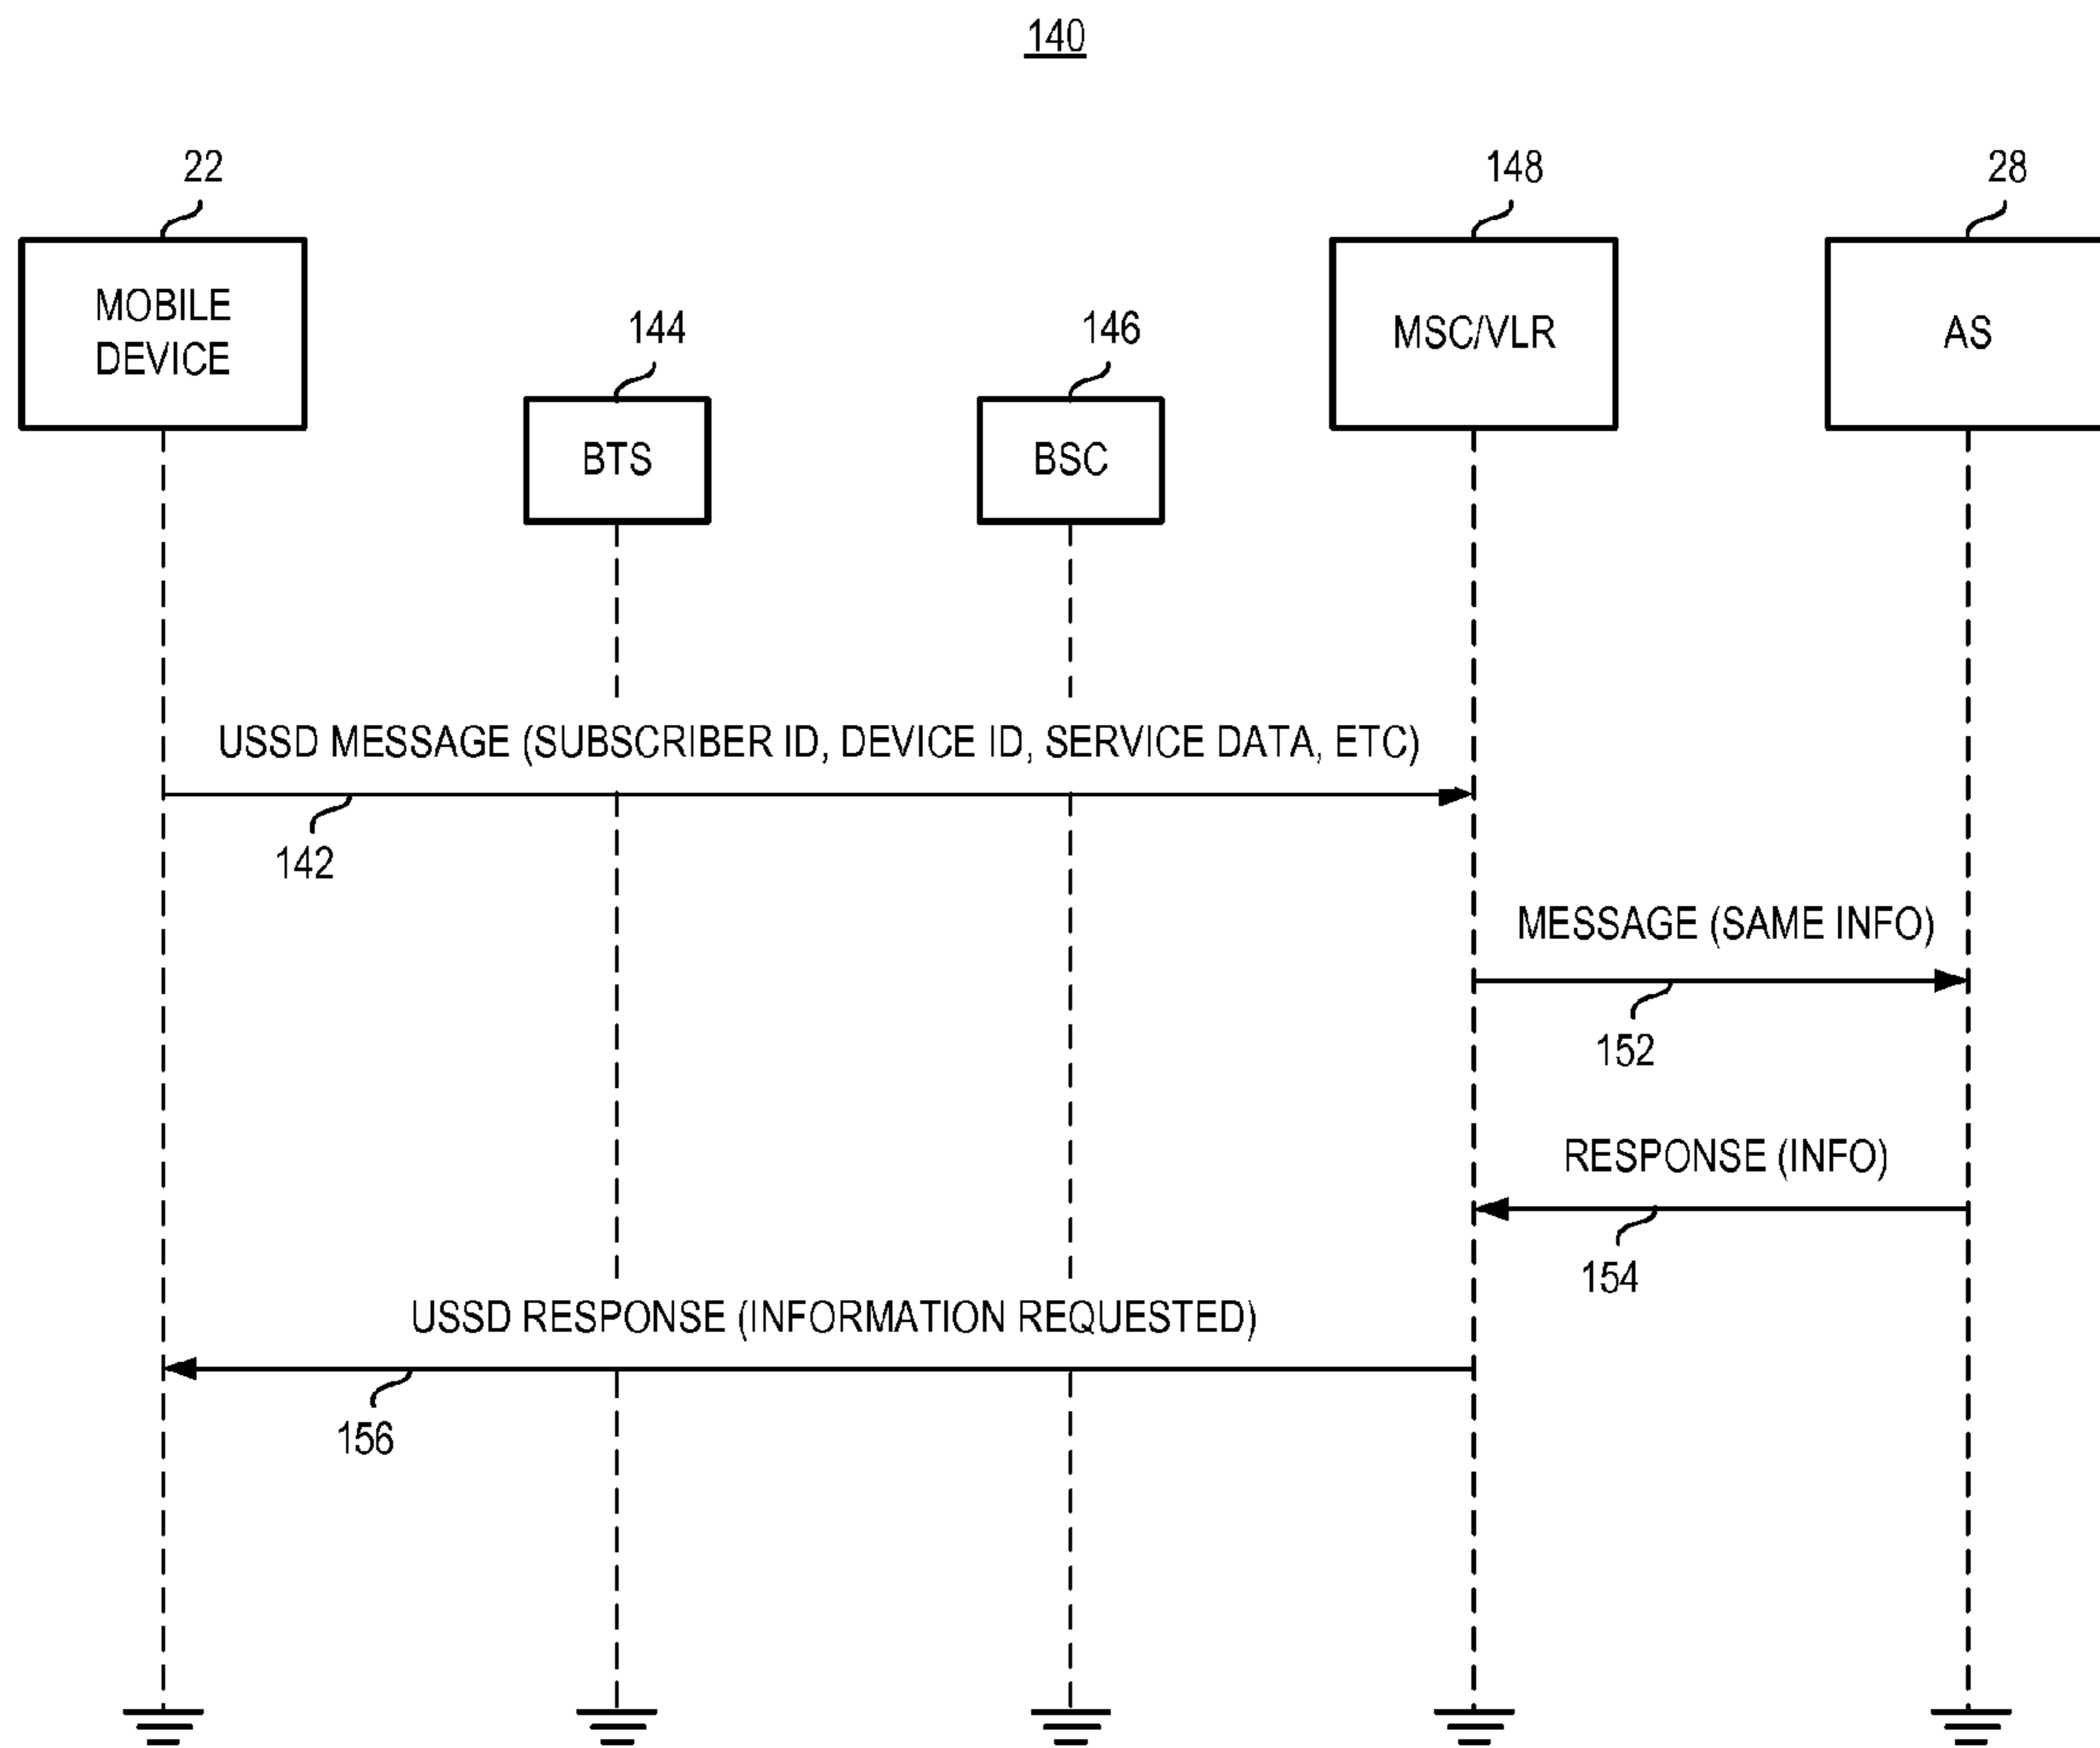 140
22
148
28
MOBILE
DEVICE
144
146
MSC/VLR
AS
BTS
BSC
USSD MESSAGE (SUBSCRIBER ID, DEVICE ID, SERVICE DATA, ETC)
142
MESSAGE (SAME INFO)
152
RESPONSE (INFO)
154
USSD RESPONSE (INFORMATION REQUESTED)
156